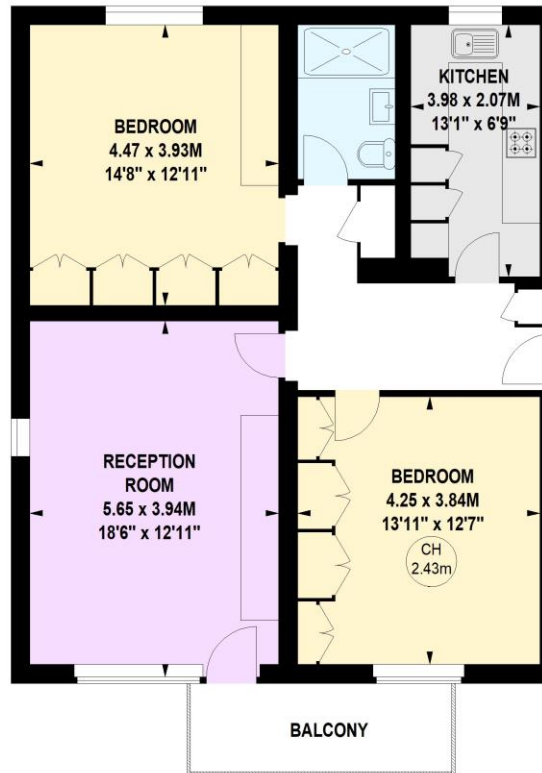 BEDROOM
4.47 x 3.93M
14'8" x 12'11"
KITCHEN
3.98 x 2.07M
13'1" x 6'9"
RECEPTION
ROOM
5.65 x 3.94M
18'6" x 12'11"
BEDROOM
4.25 x 3.84M
13'11" x 12'7"
CH
2.43m
BALCONY